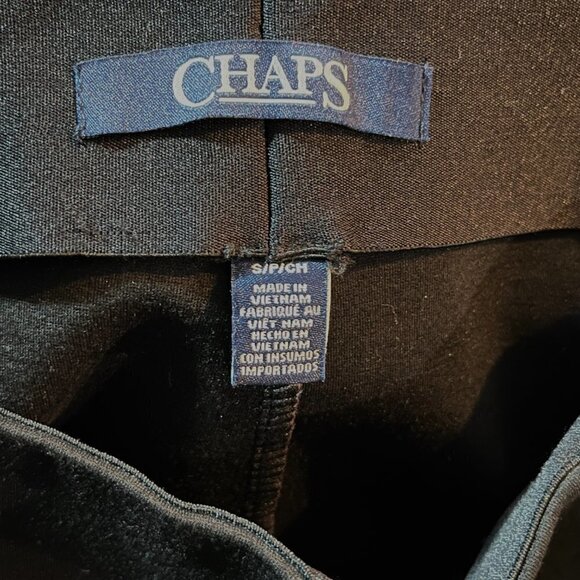 CHAPS
S/P/CH
MADE IN
VIETNAM
FABRIQUÉ AU
VIÊT-NAM
HECHO EN
VIETNAM
CON INSUMOS
IMPORTADOS